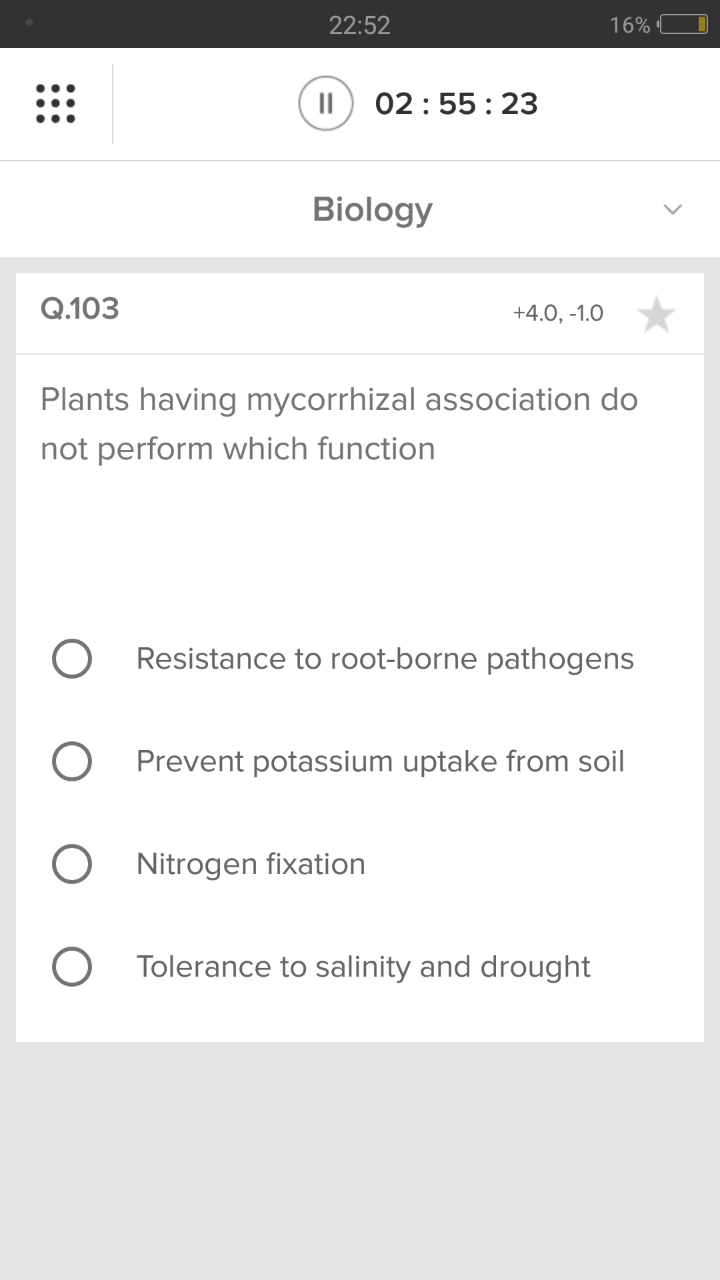 22:52
16%
02 : 55 : 23
Biology
Q.103
+4.0, -1.0
Plants having mycorrhizal association do
not perform which function
Resistance to root-borne pathogens
Prevent potassium uptake from soil
Nitrogen fixation
Tolerance to salinity and drought